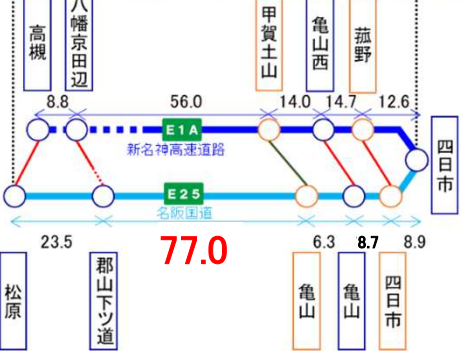 高槻
八幡京田辺
甲賀土山
亀山西
菰野
8.8
56.0
14.0
14.7
12.6
E1A
新名神高速道路
四日市
E25
名阪国道
23.5
77.0
6.3
8.7
8.9
松原
郡山下ツ道
亀山
亀山
四日市